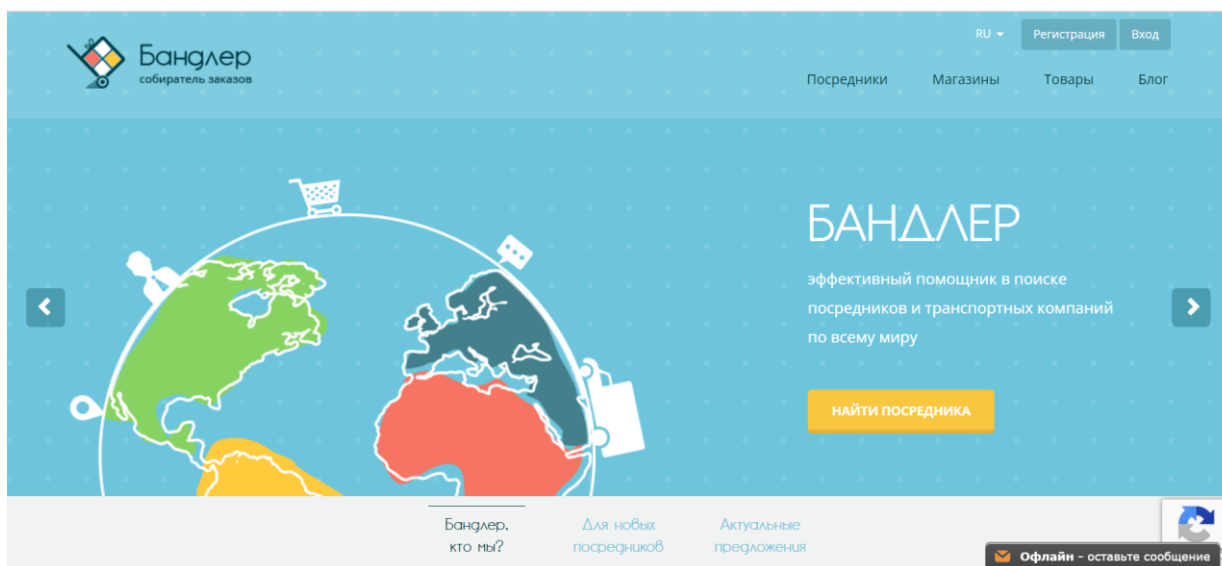 Бандлер
собиратель заказов
RU
Регистрация
Вход
Посредники
Магазины
Товары
Блог
БАНДЛЕР
эффективный помощник в поиске
посредников и транспортных компаний
по всему миру
НАЙТИ ПОСРЕДНИКА
Бандлер,
кто мы?
Для новых
посредников
Актуальные
предложения
Офлайн - оставьте сообщение